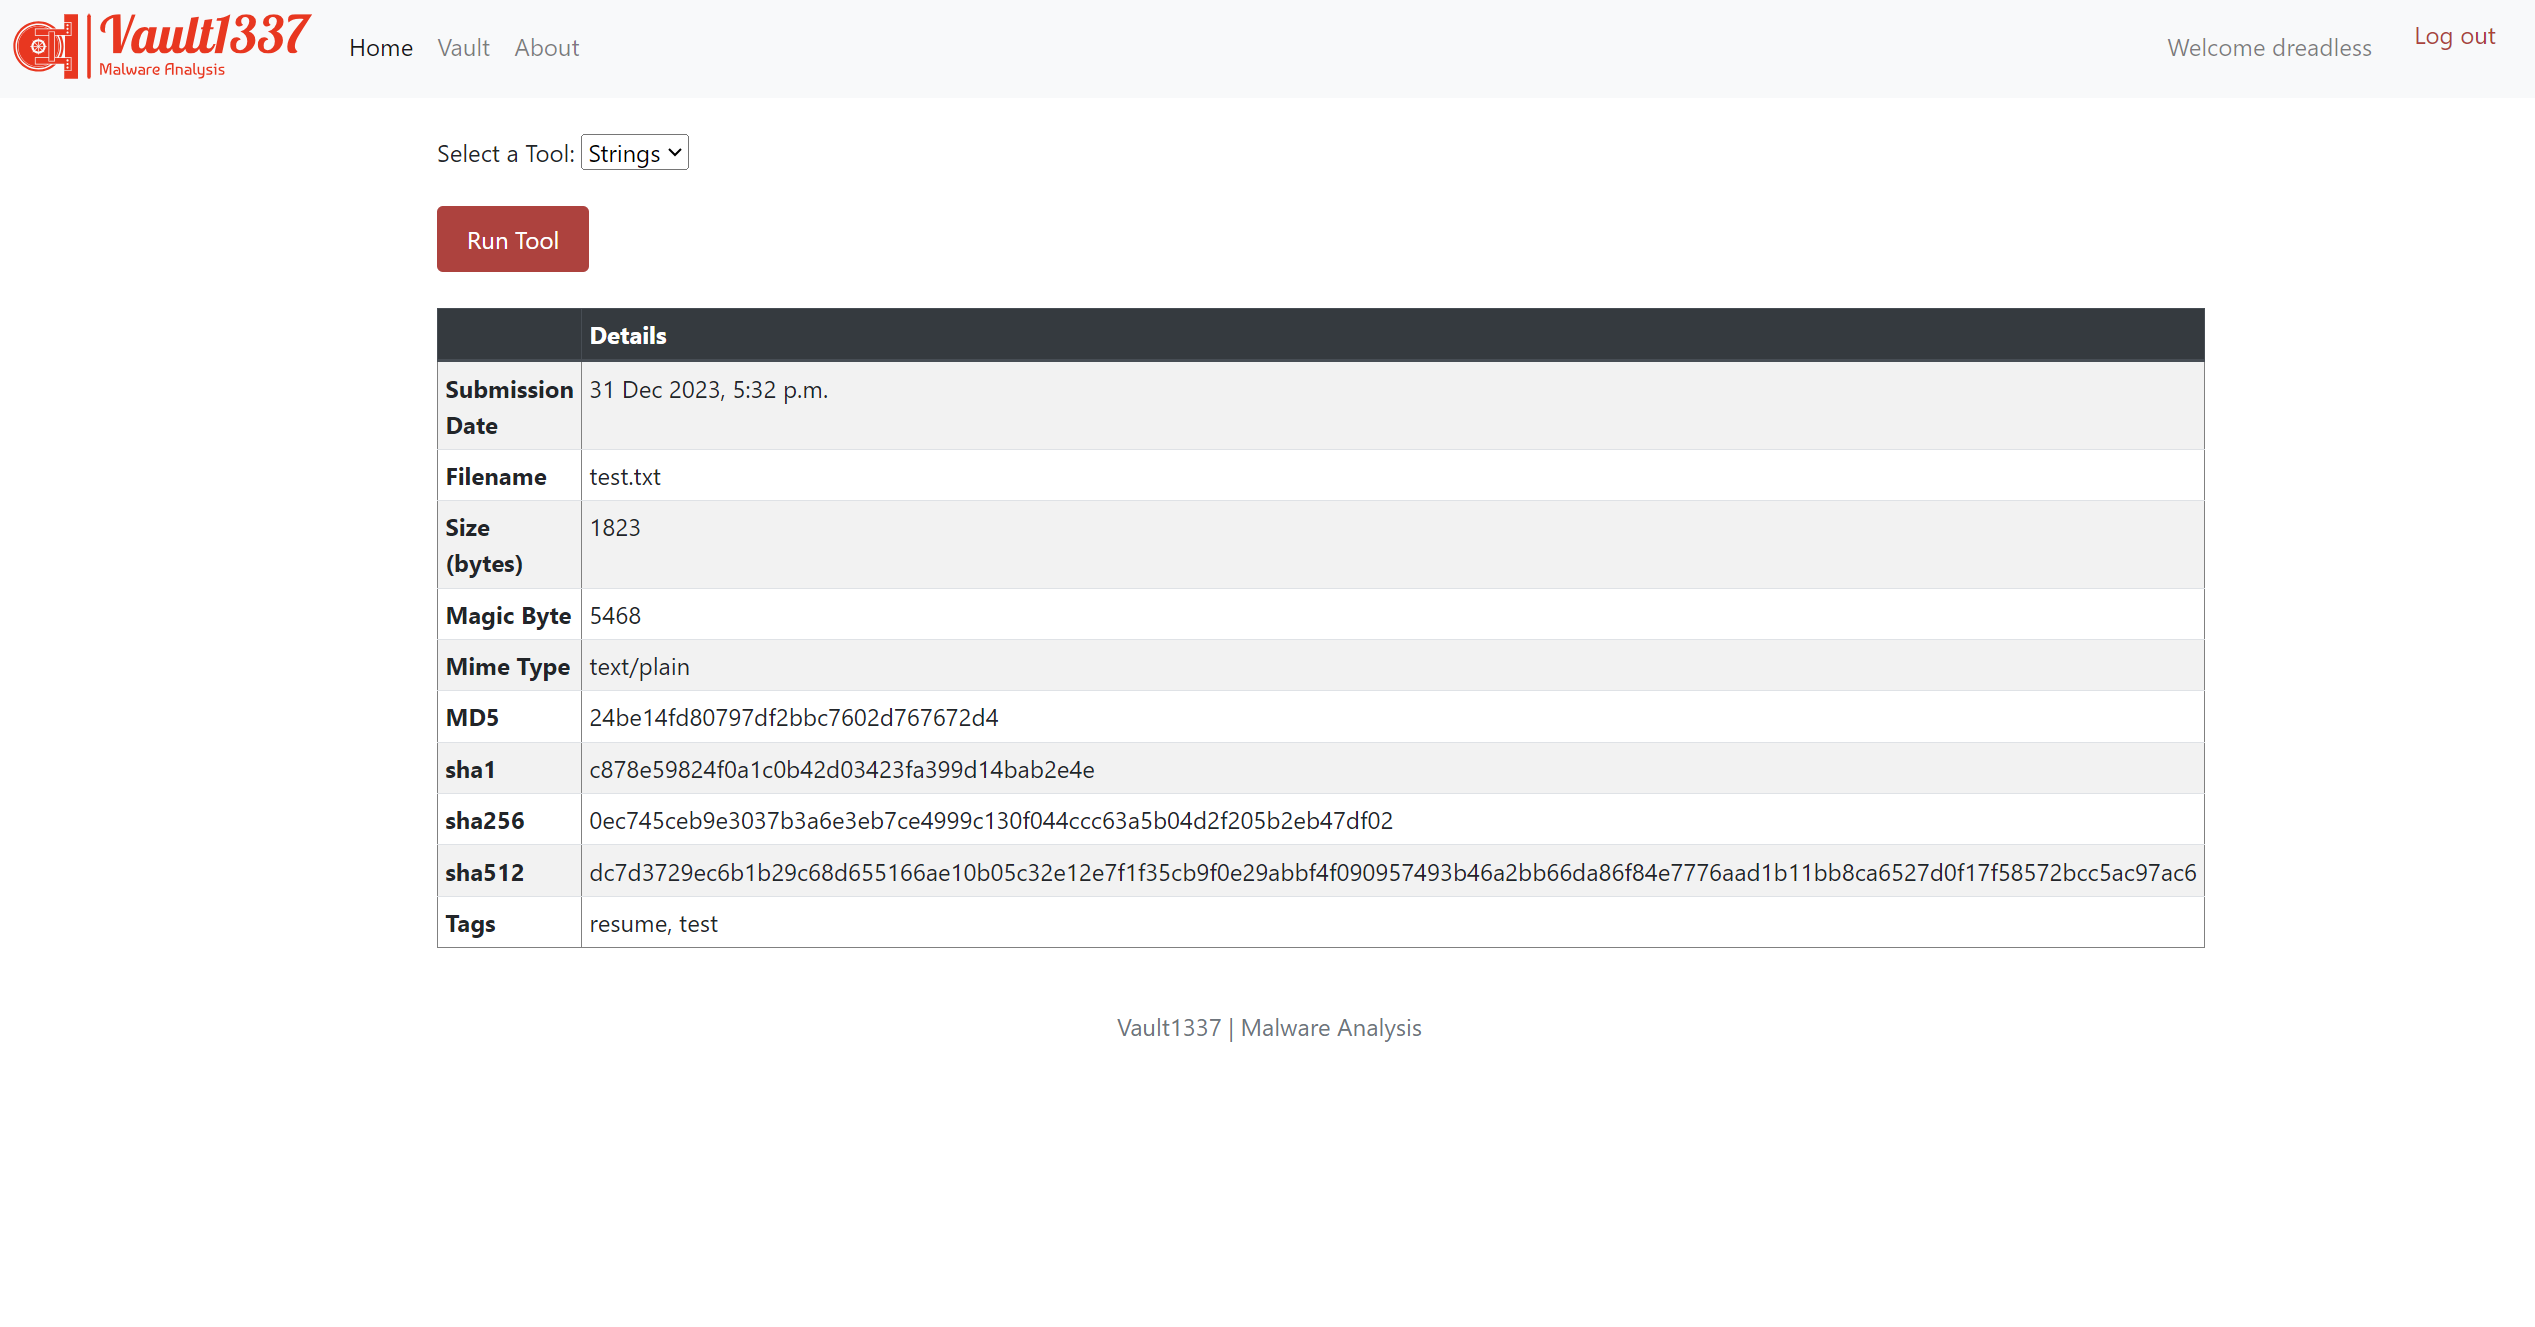 Vault1337
Malware Analysis
Home Vault About
Welcome dreadless Log out
Select a Tool: Strings
Run Tool
Details
Submission Date 31 Dec 2023, 5:32 p.m.
Filename test.txt
Size (bytes) 1823
Magic Byte 5468
Mime Type text/plain
MD5 24be14fd80797df2bbc7602d767672d4
sha1 c878e59824f0a1c0b42d03423fa399d14bab2e4e
sha256 0ec745ceb9e3037b3a6e3eb7ce4999c130f044ccc63a5b04d2f205b2eb47df02
sha512 dc7d3729ec6b1b29c68d655166ae10b05c32e12e7f1f35cb9f0e29abbf4f090957493b46a2bb66da86f84e7776aad1b11bb8ca6527d0f17f58572bcc5ac97ac6
Tags resume, test
Vault1337 | Malware Analysis